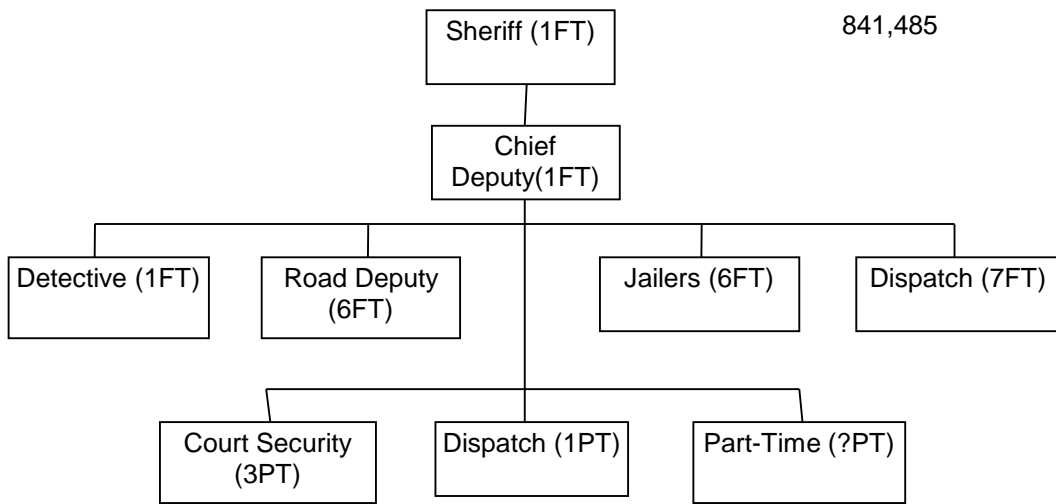 Sheriff (1FT)
841,485
Chief
Deputy(1FT)
Detective (1FT)
Road Deputy
(6FT)
Jailers (6FT)
Dispatch (7FT)
Court Security
(3PT)
Dispatch (1PT)
Part-Time (?PT)